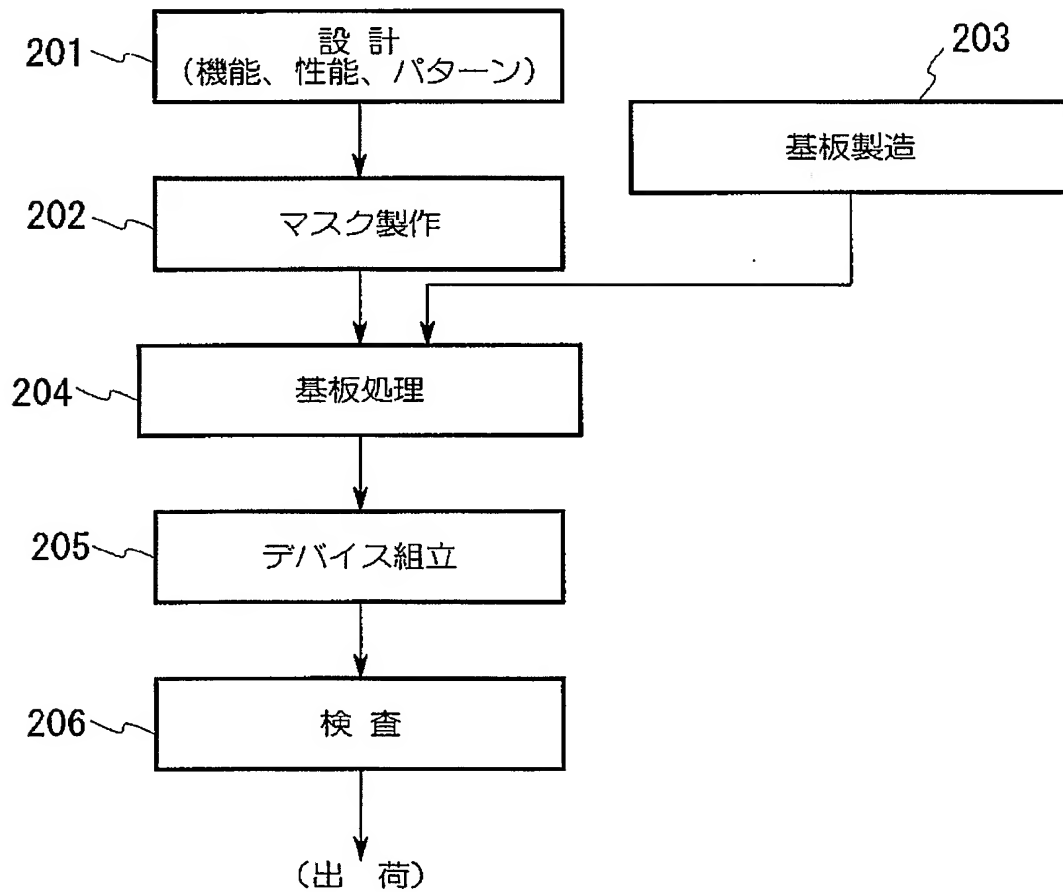 201
設 計
（機能、性能、パターン）
203
基板製造
202
マスク製作
204
基板処理
205
デバイス組立
206
検 査
（出 荷）